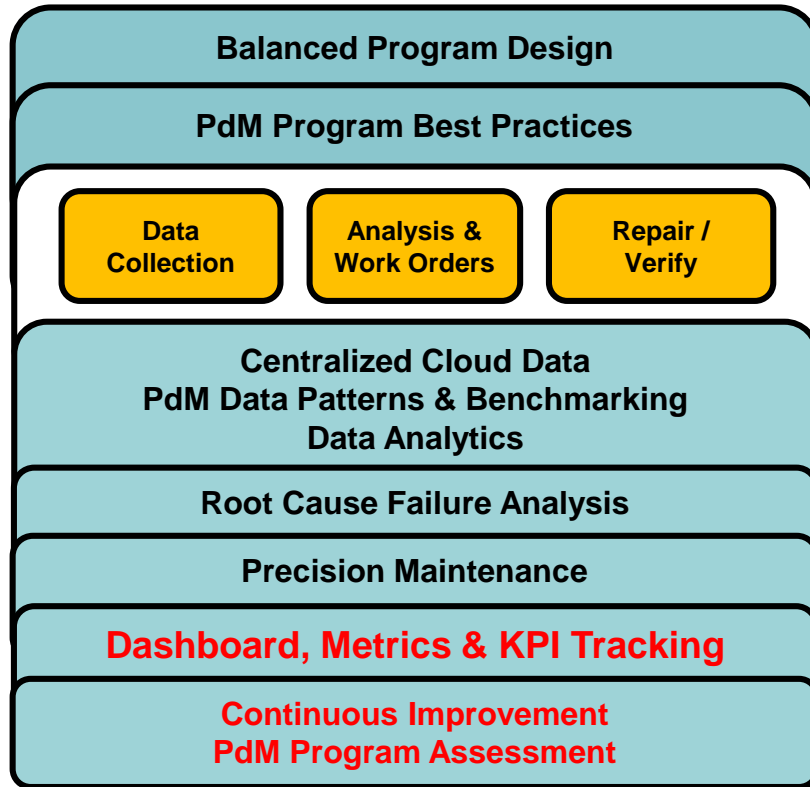 Balanced Program Design
PdM Program Best Practices
Data
Collection
Analysis &
Work Orders
Repair /
Verify
Centralized Cloud Data
PdM Data Patterns & Benchmarking
Data Analytics
Root Cause Failure Analysis
Precision Maintenance
Dashboard, Metrics & KPI Tracking
Continuous Improvement
PdM Program Assessment